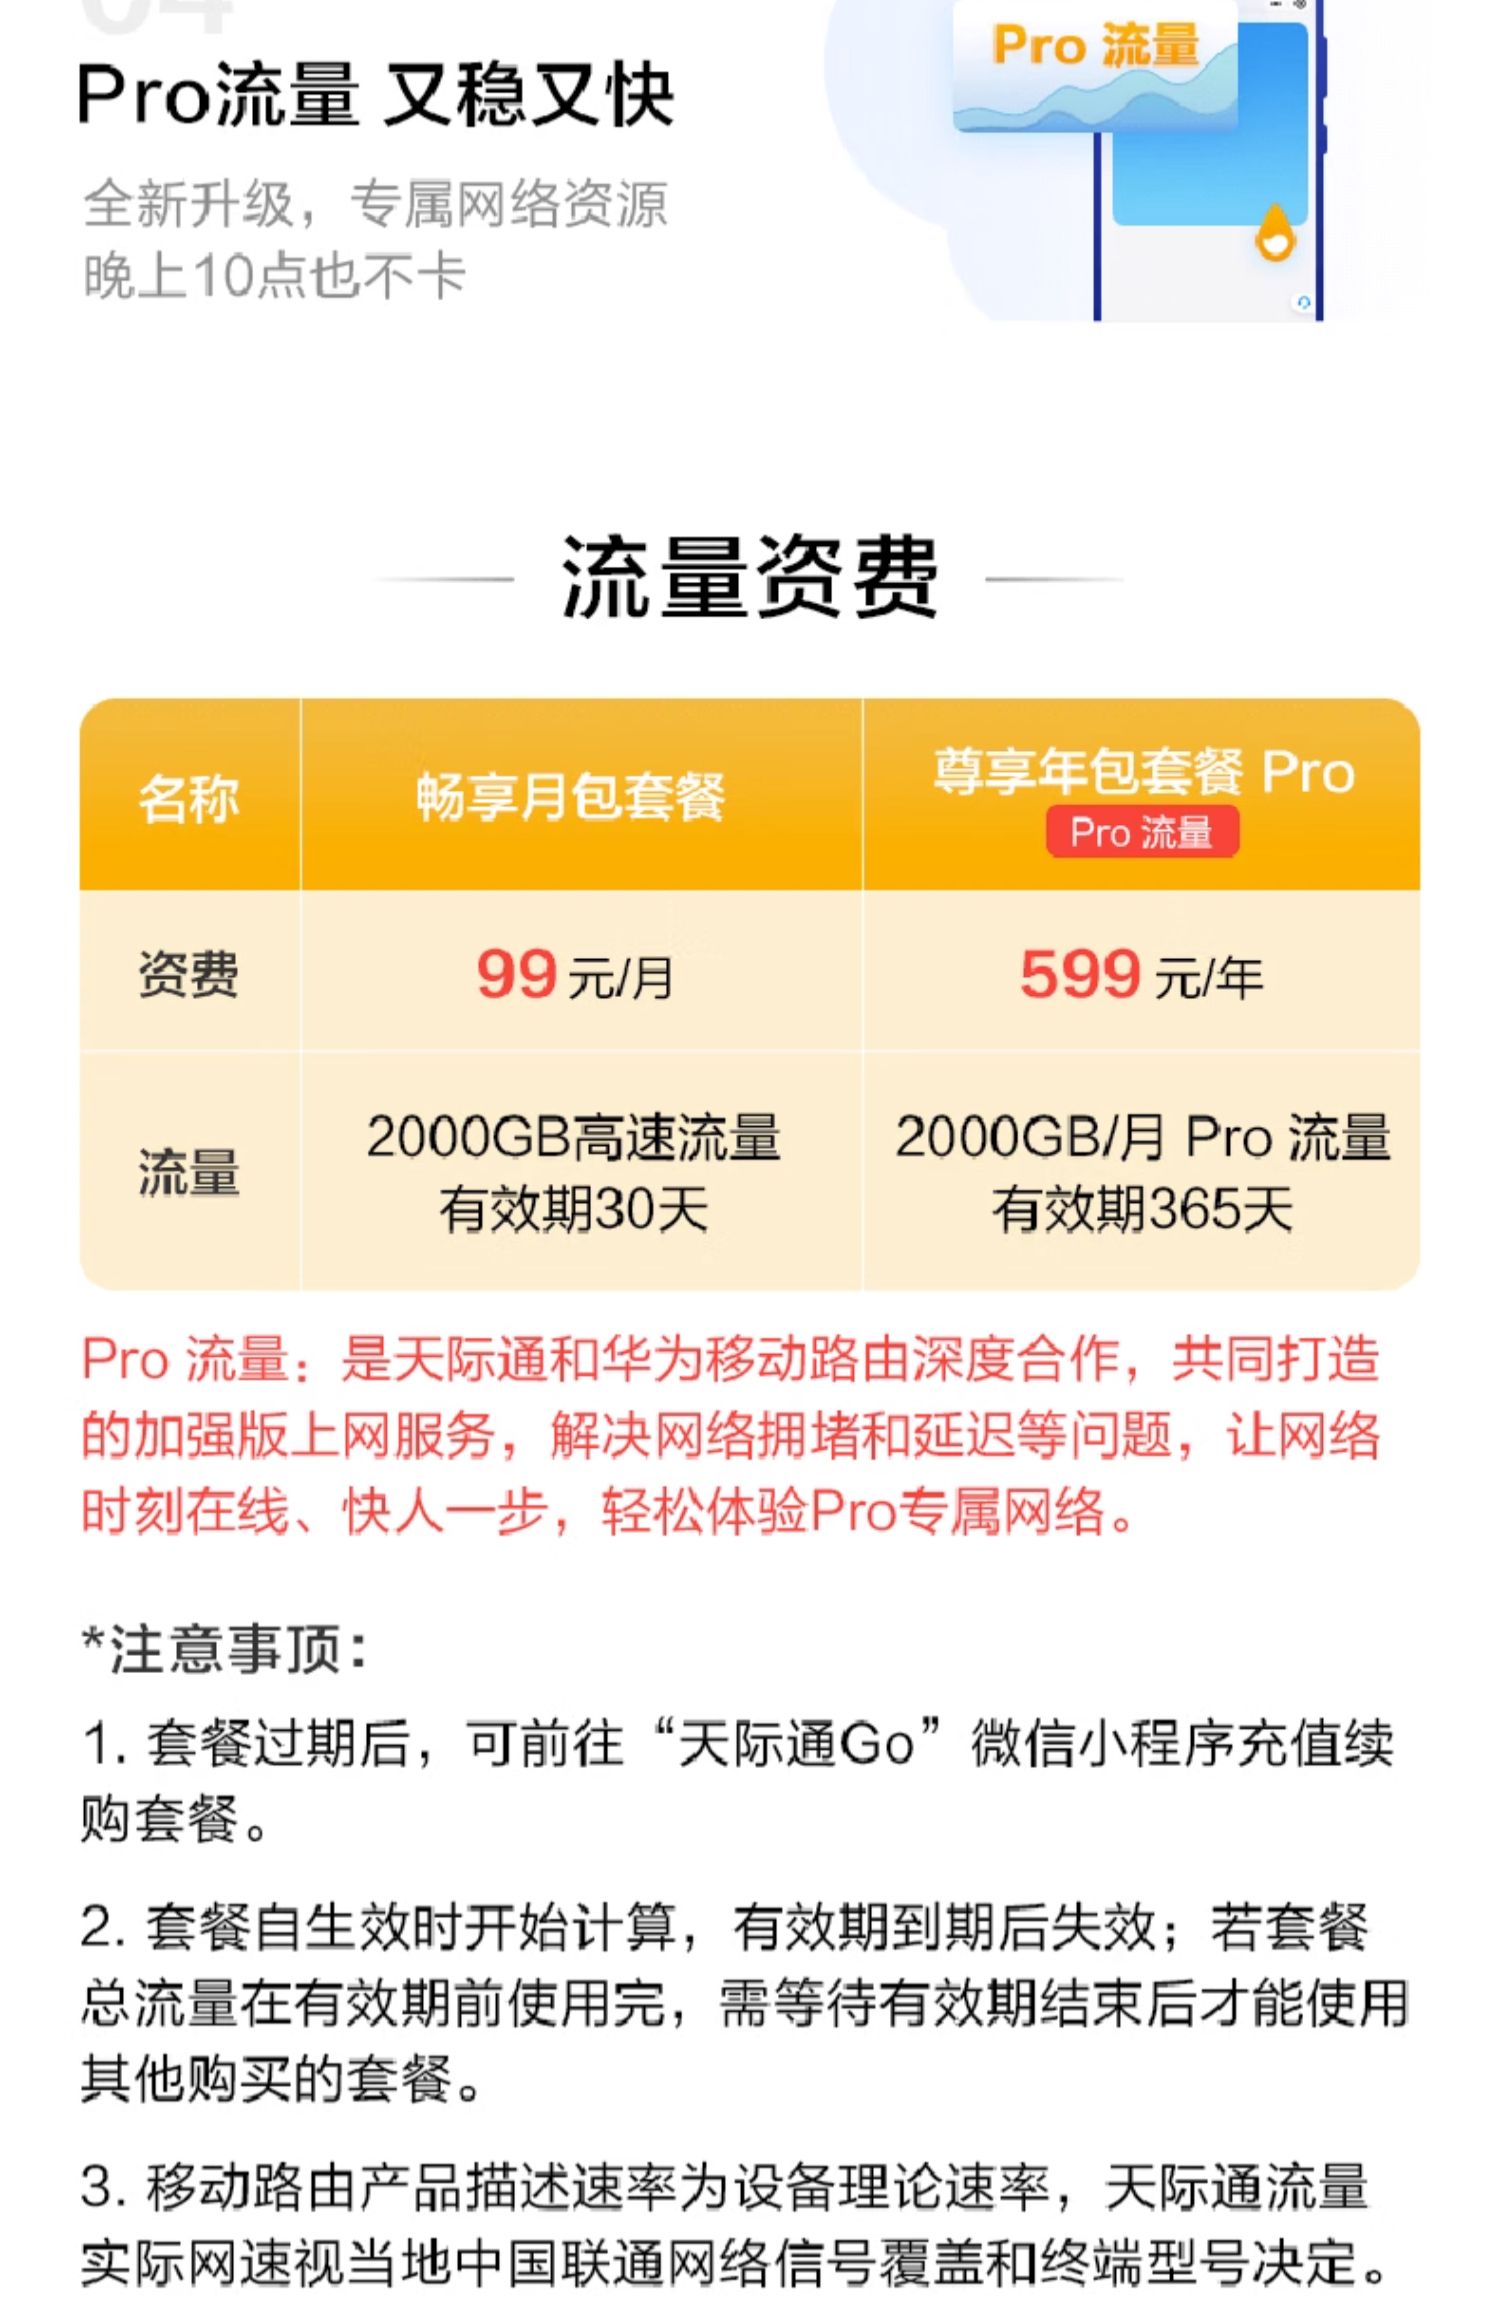 Pro流量 又稳又快
全新升级，专属网络资源
晚上10点也不卡
Pro 流量
流量资费
名称
畅享月包套餐
尊享年包套餐 Pro
Pro 流量
资费
99 元/月
599 元/年
流量
2000GB高速流量
有效期30天
2000GB/月 Pro 流量
有效期365天
Pro 流量：是天际通和华为移动路由深度合作，共同打造
的加强版上网服务，解决网络拥堵和延迟等问题，让网络
时刻在线、快人一步，轻松体验Pro专属网络。
*注意事项：
1. 套餐过期后，可前往“天际通Go”微信小程序充值续
购套餐。
2. 套餐自生效时开始计算，有效期到期后失效；若套餐
总流量在有效期前使用完，需等待有效期结束后才能使用
其他购买的套餐。
3. 移动路由产品描述速率为设备理论速率，天际通流量
实际网速视当地中国联通网络信号覆盖和终端型号决定。